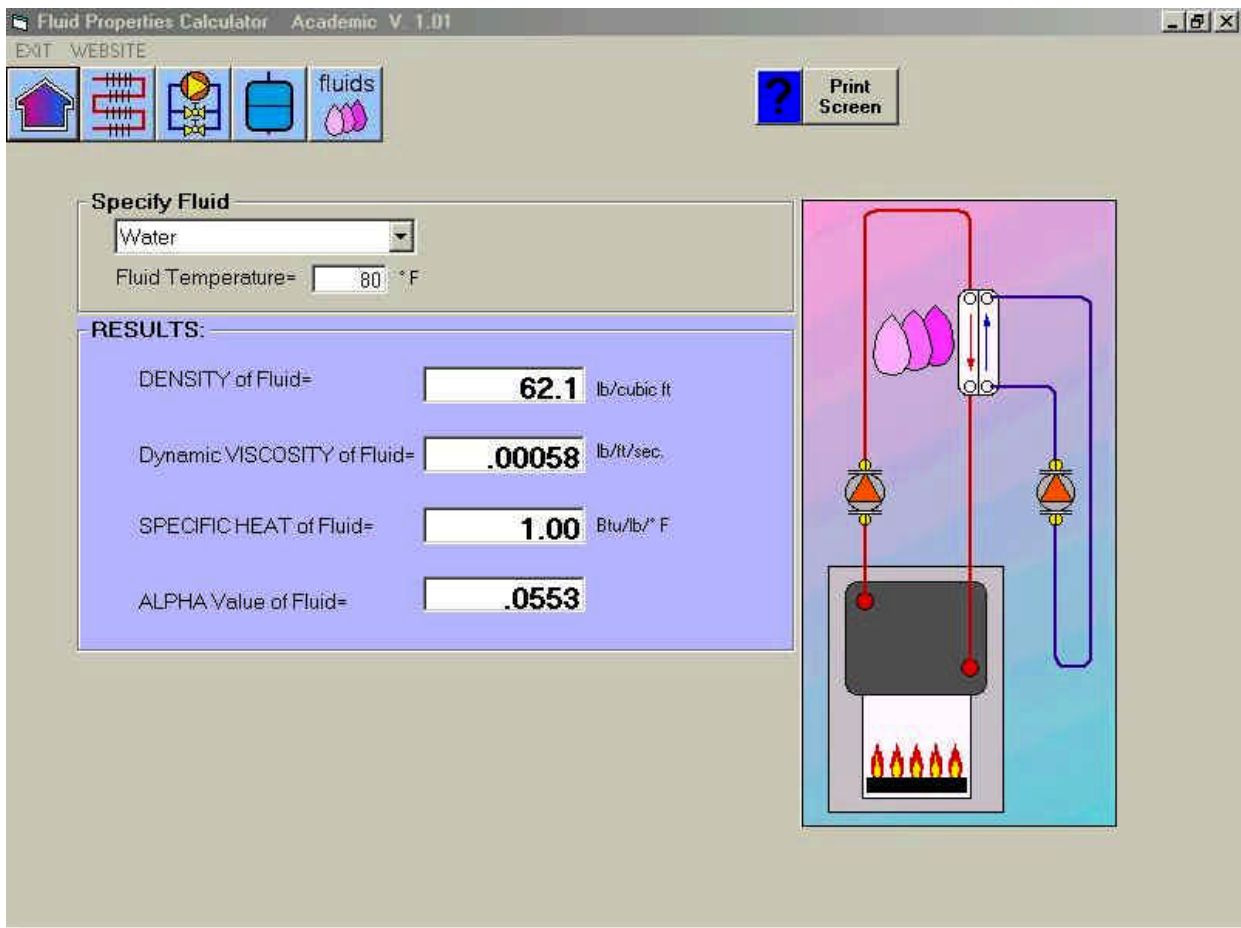 Fluid Properties Calculator Academic V. 1.01
EXIT WEBSITE
fluids
?
Print
Screen
Specify Fluid
Water
Fluid Temperature= 80 °F
RESULTS:
DENSITY of Fluid= 62.1 lb/cubic ft
Dynamic VISCOSITY of Fluid= .00058 lb/ft/sec.
SPECIFIC HEAT of Fluid= 1.00 Btu/lb/° F
ALPHA Value of Fluid= .0553